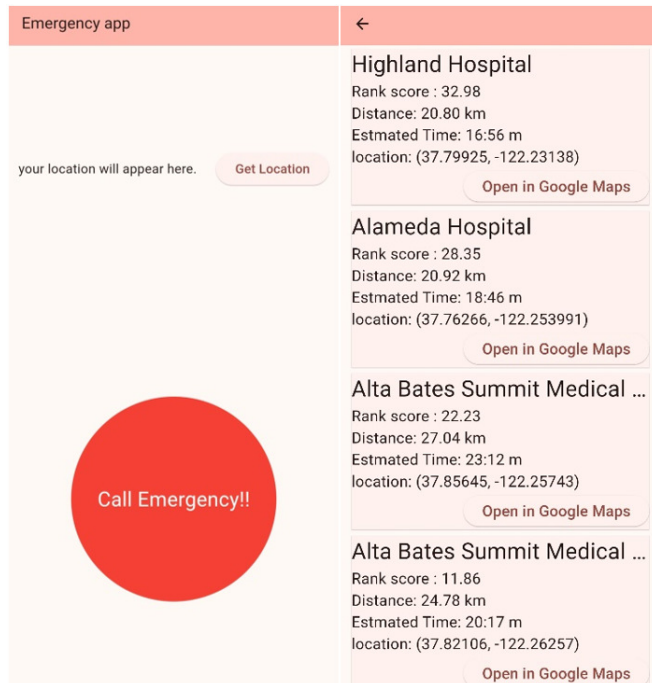 Emergency app
your location will appear here.
Get Location
Call Emergency!!
Highland Hospital
Rank score : 32.98
Distance: 20.80 km
Estmated Time: 16:56 m
location: (37.79925, -122.23138)
Open in Google Maps
Alameda Hospital
Rank score : 28.35
Distance: 20.92 km
Estmated Time: 18:46 m
location: (37.76266, -122.253991)
Open in Google Maps
Alta Bates Summit Medical ...
Rank score : 22.23
Distance: 27.04 km
Estmated Time: 23:12 m
location: (37.85645, -122.25743)
Open in Google Maps
Alta Bates Summit Medical ...
Rank score : 11.86
Distance: 24.78 km
Estmated Time: 20:17 m
location: (37.82106, -122.26257)
Open in Google Maps